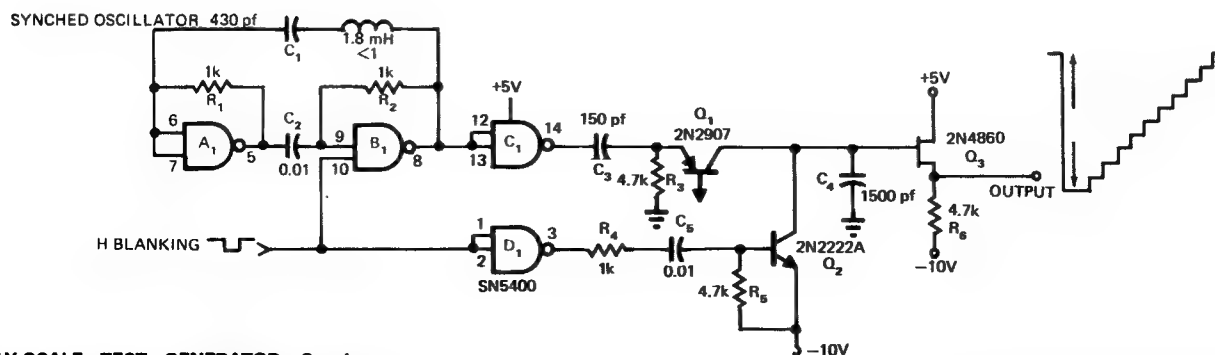 SYNCHED OSCILLATOR 430 pf
C1
1.8 mH
<1
1k
R1
1k
R2
+5V
+5V
6
7
A1
5
C2
0.01
9
10
B1
8
12
13
C1
14
150 pf
C3
4.7k
R3
Q1
2N2907
C4
1500 pf
2N4860
Q3
OUTPUT
4.7k
R6
-10V
H BLANKING
1
2
D1
3
SN5400
R4
1k
C5
0.01
4.7k
R5
2N2222A
Q2
-10V